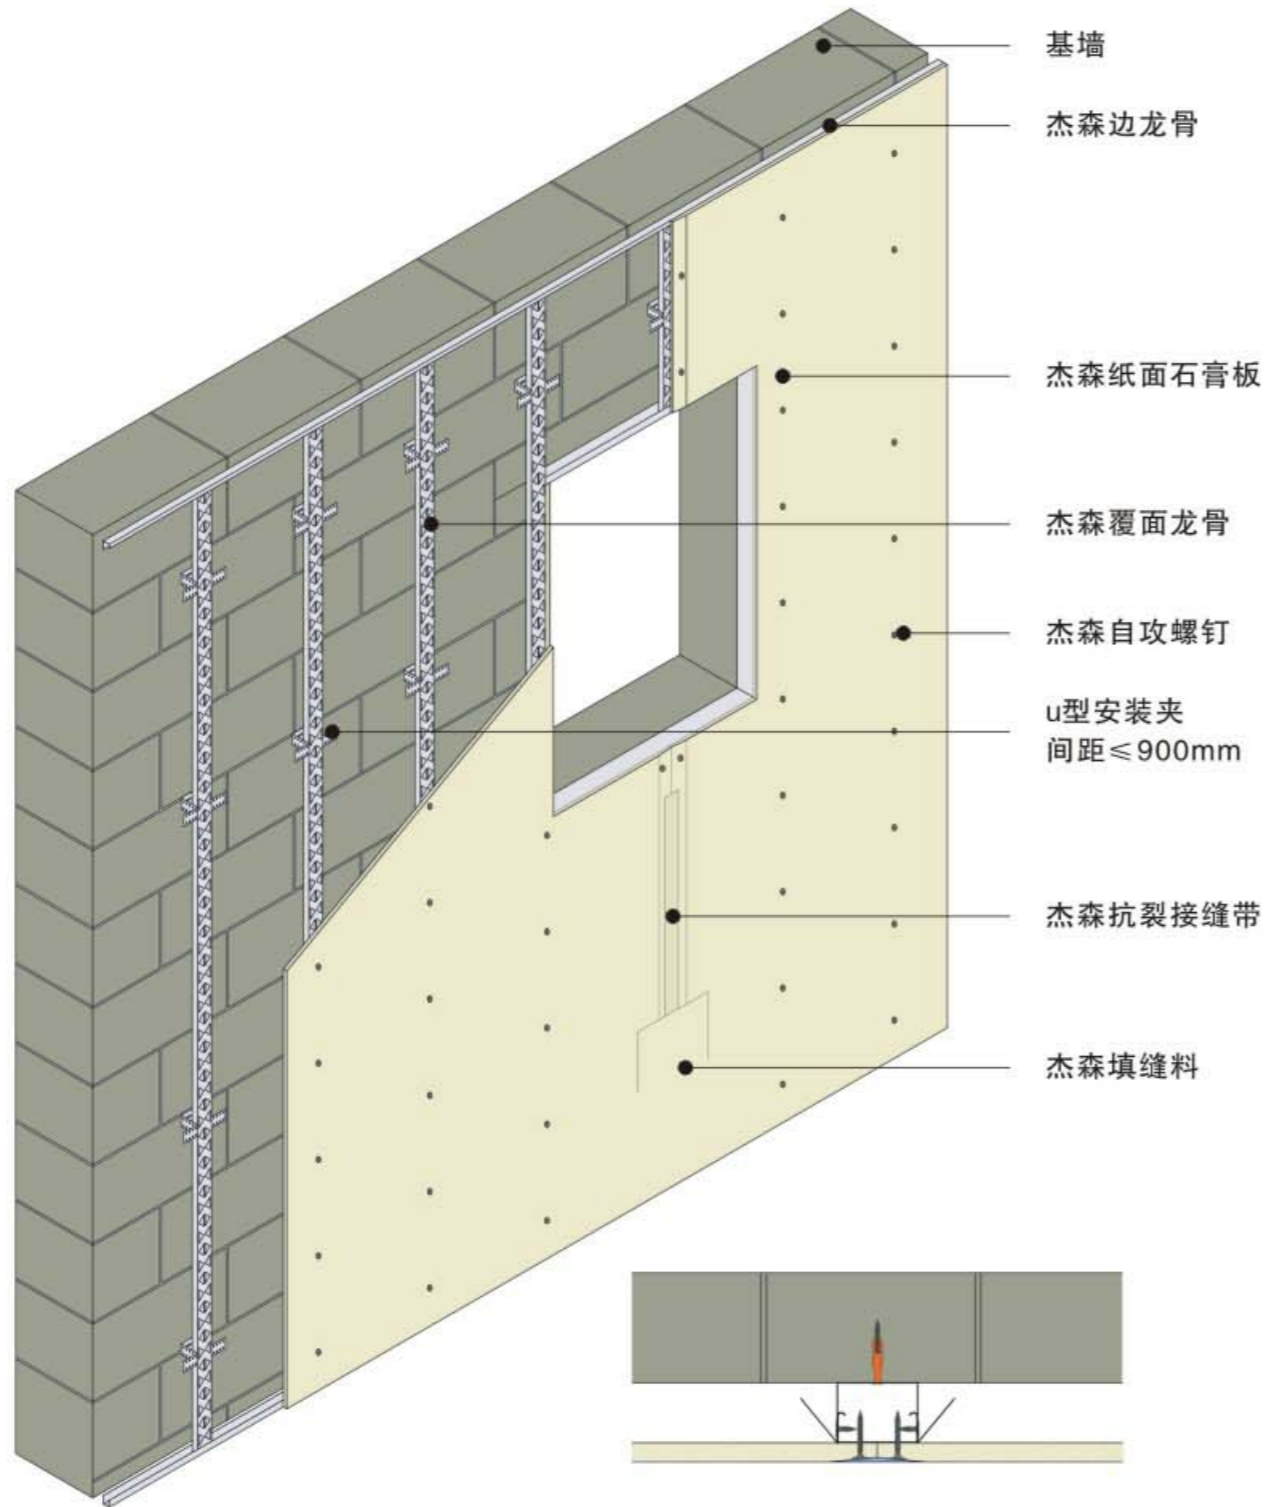 基墙
杰森边龙骨
杰森纸面石膏板
杰森覆面龙骨
杰森自攻螺钉
u型安装夹
间距≤900mm
杰森抗裂接缝带
杰森填缝料